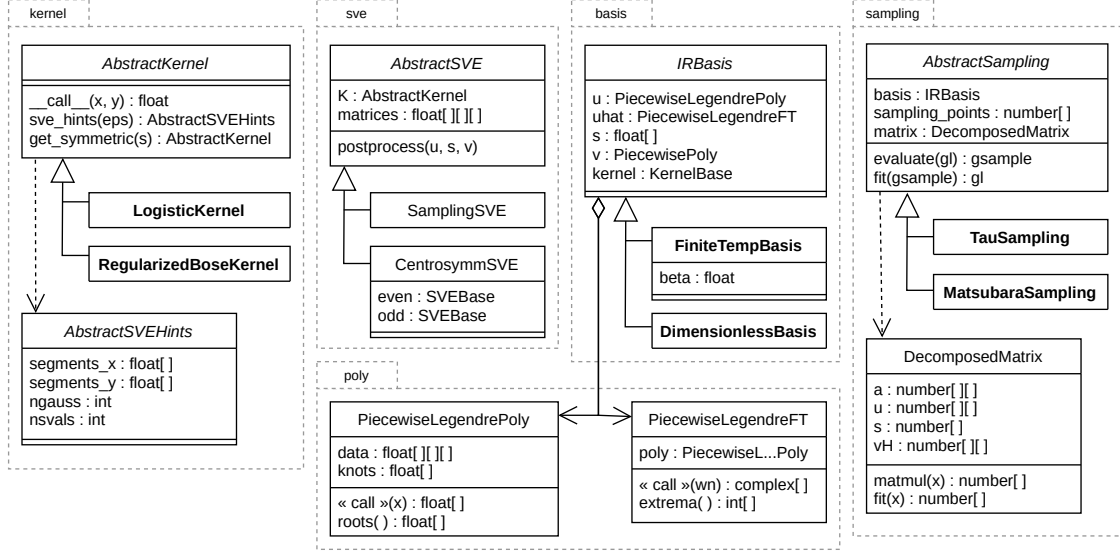 kernel
AbstractKernel
__call__(x, y) : float
sve_hints(eps) : AbstractSVEHints
get_symmetric(s) : AbstractKernel
LogisticKernel
RegularizedBoseKernel
AbstractSVEHints
segments_x : float[ ]
segments_y : float[ ]
ngauss : int
nsvals : int
sve
AbstractSVE
K : AbstractKernel
matrices : float[ ][ ][ ]
postprocess(u, s, v)
SamplingSVE
CentrosymmSVE
even : SVEBase
odd : SVEBase
basis
IRBasis
u : PiecewiseLegendrePoly
uhat : PiecewiseLegendreFT
s : float[ ]
v : PiecewisePoly
kernel : KernelBase
FiniteTempBasis
beta : float
DimensionlessBasis
poly
PiecewiseLegendrePoly
data : float[ ][ ][ ]
knots : float[ ]
« call »(x) : float[ ]
roots( ) : float[ ]
PiecewiseLegendreFT
poly : PiecewiseL...Poly
« call »(wn) : complex[ ]
extrema( ) : int[ ]
sampling
AbstractSampling
basis : IRBasis
sampling_points : number[ ]
matrix : DecomposedMatrix
evaluate(gl) : gsample
fit(gsample) : gl
TauSampling
MatsubaraSampling
DecomposedMatrix
a : number[ ][ ]
u : number[ ][ ]
s : number[ ]
vH : number[ ][ ]
matmul(x) : number[ ]
fit(x) : number[ ]